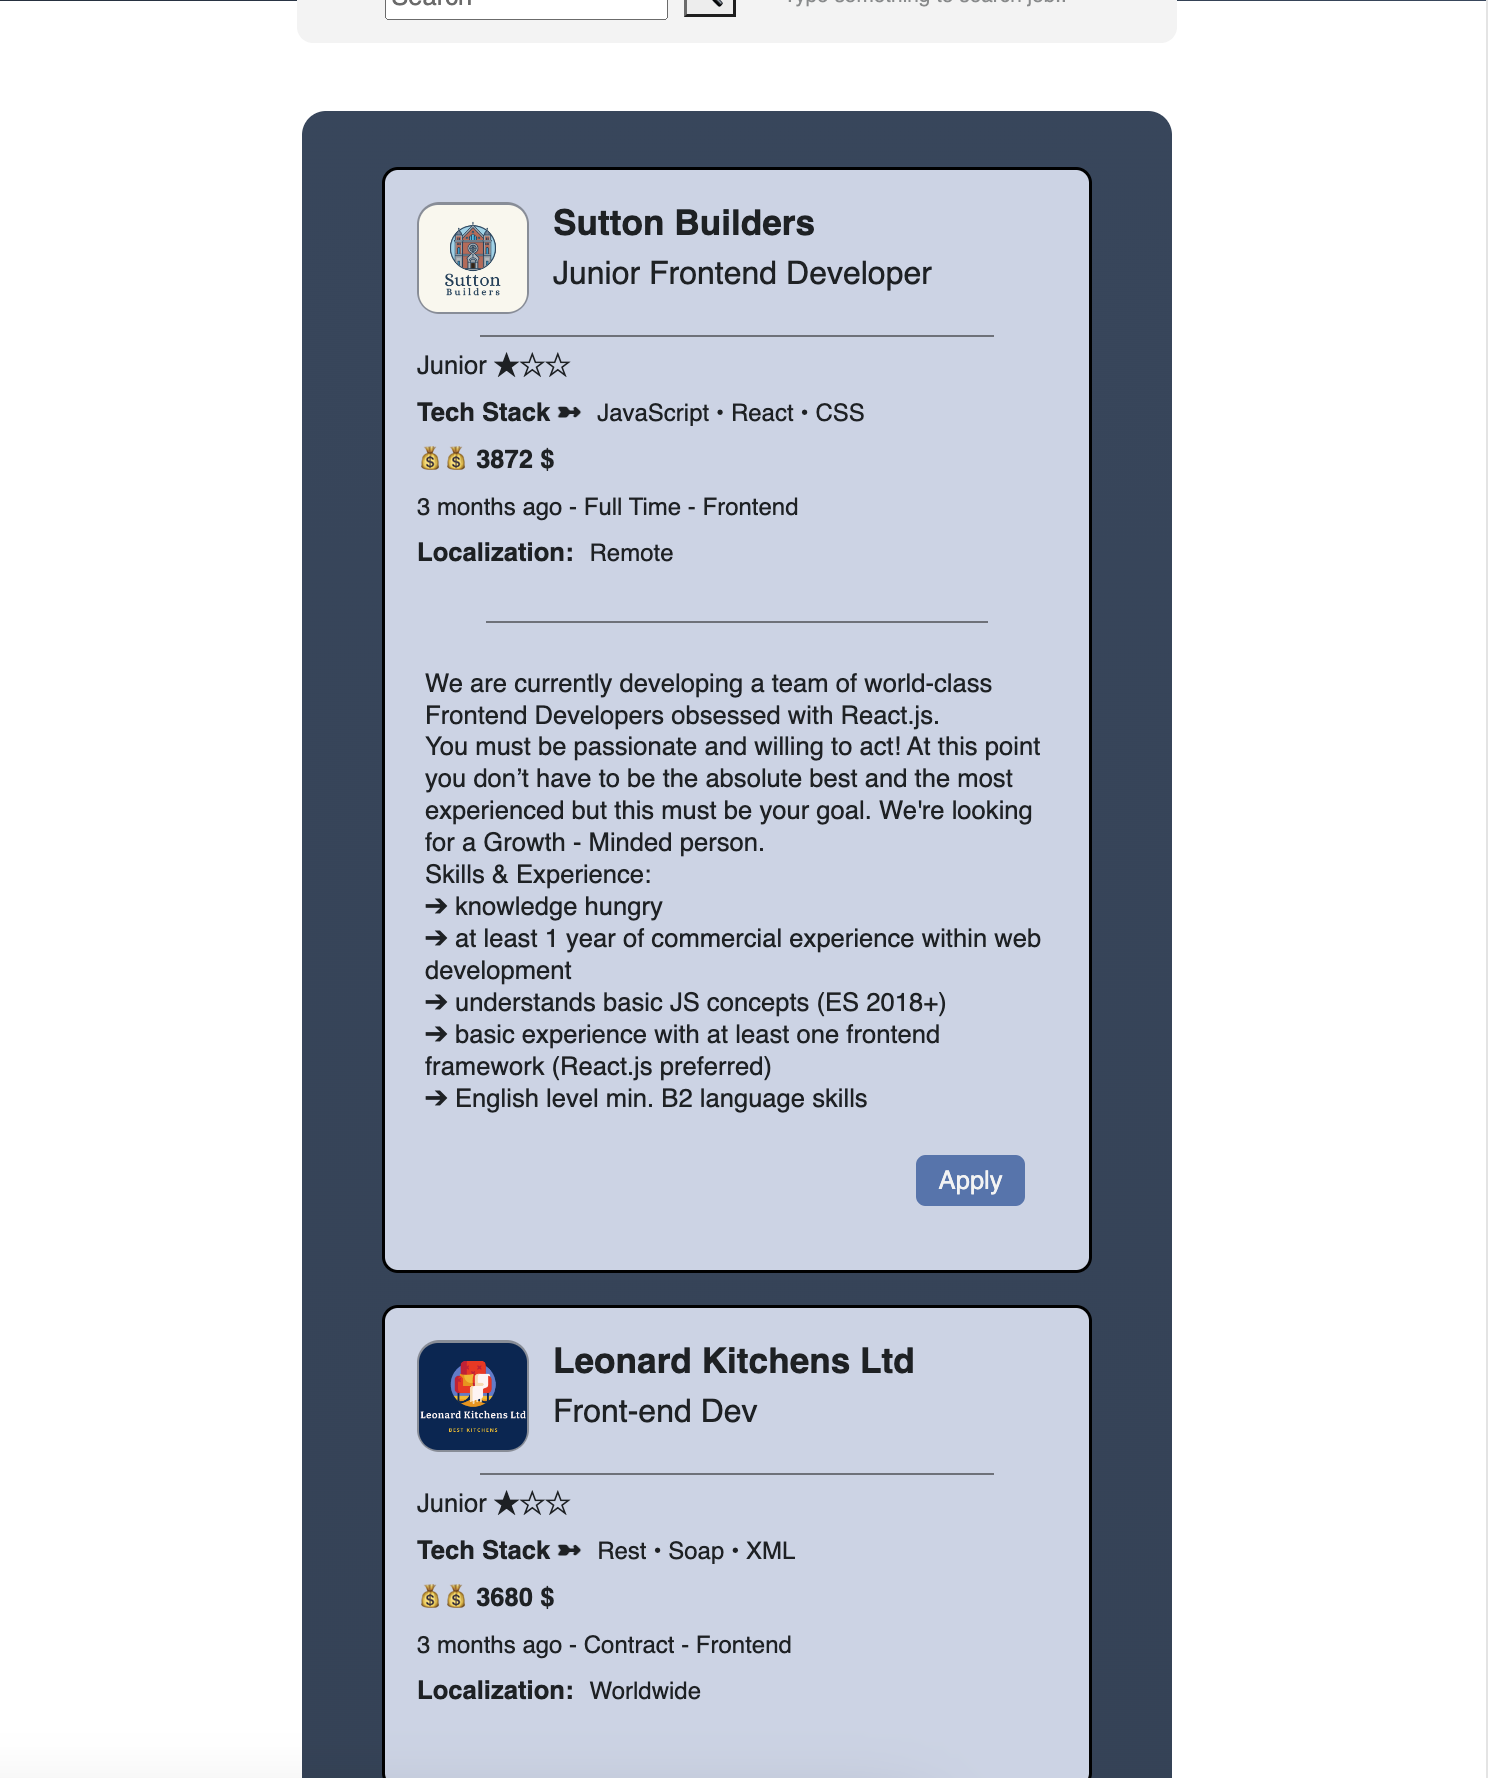 Search
Type something to search job..
Sutton
Builders
Sutton Builders
Junior Frontend Developer
Junior ★☆☆
Tech Stack ➳ JavaScript • React • CSS
💰💰 3872 $
3 months ago - Full Time - Frontend
Localization: Remote
We are currently developing a team of world-class
Frontend Developers obsessed with React.js.
You must be passionate and willing to act! At this point
you don’t have to be the absolute best and the most
experienced but this must be your goal. We're looking
for a Growth - Minded person.
Skills & Experience:
➔ knowledge hungry
➔ at least 1 year of commercial experience within web
development
➔ understands basic JS concepts (ES 2018+)
➔ basic experience with at least one frontend
framework (React.js preferred)
➔ English level min. B2 language skills
Apply
Leonard Kitchens Ltd
BEST KITCHENS
Leonard Kitchens Ltd
Front-end Dev
Junior ★☆☆
Tech Stack ➳ Rest • Soap • XML
💰💰 3680 $
3 months ago - Contract - Frontend
Localization: Worldwide